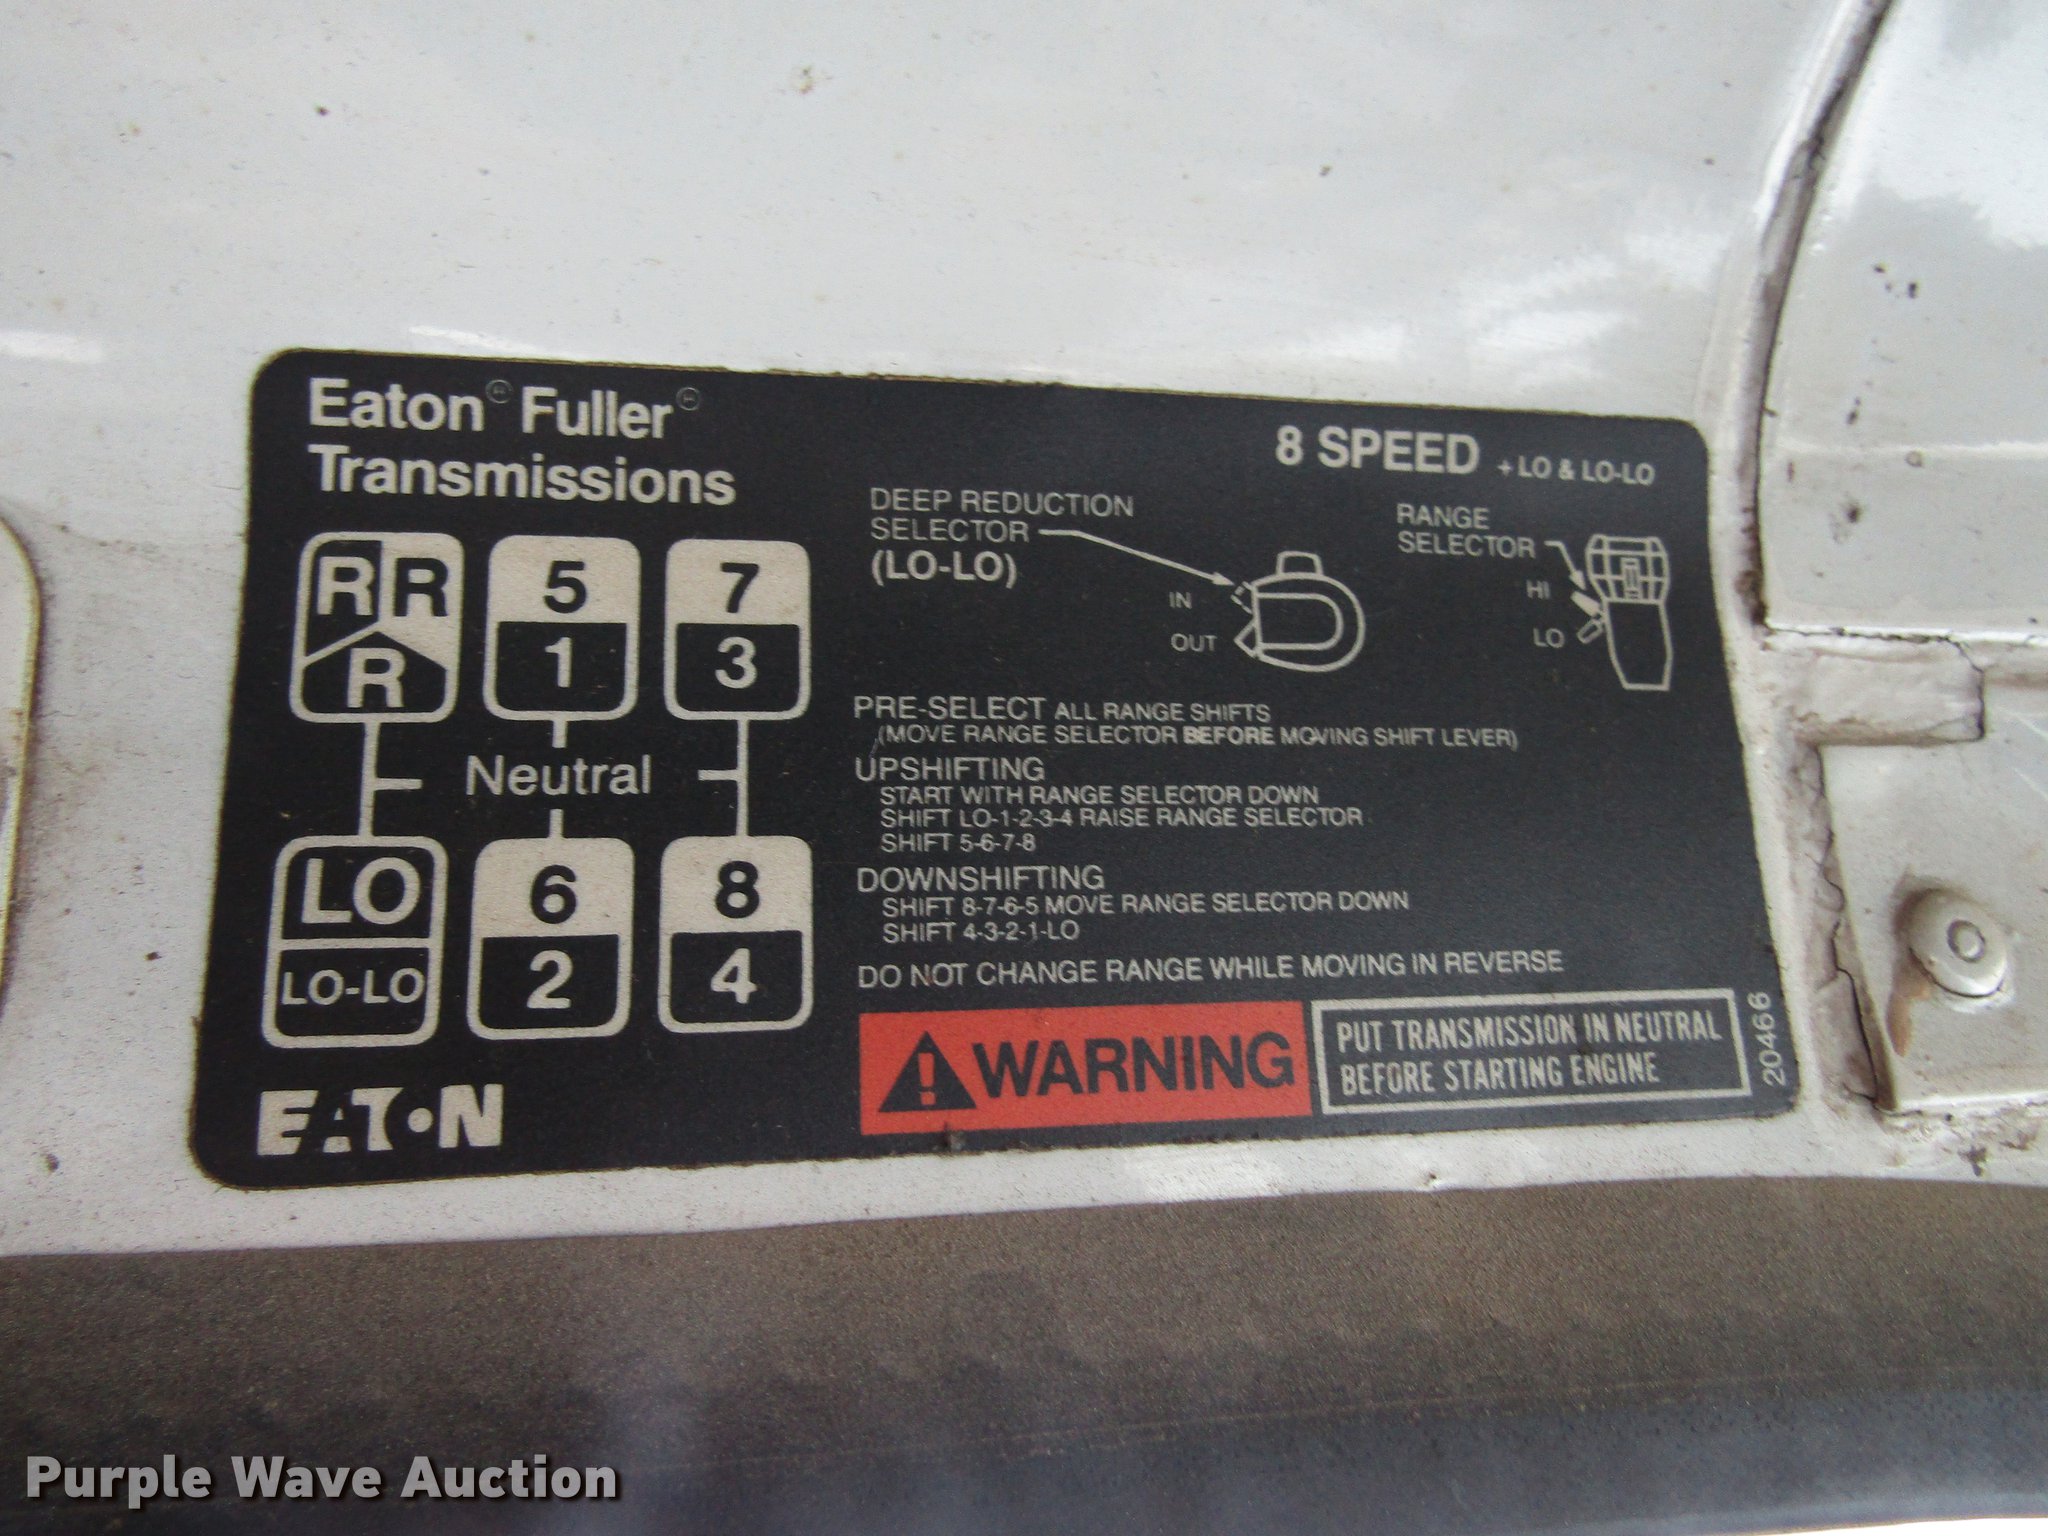 Eaton® Fuller®
Transmissions
8 SPEED + LO & LO-LO
DEEP REDUCTION
SELECTOR
(LO-LO)
IN
OUT
RANGE
SELECTOR
HI
LO
R R
R
5
1
7
3
Neutral
LO
LO-LO
6
2
8
4
PRE-SELECT ALL RANGE SHIFTS
(MOVE RANGE SELECTOR BEFORE MOVING SHIFT LEVER)
UPSHIFTING
START WITH RANGE SELECTOR DOWN
SHIFT LO-1-2-3-4 RAISE RANGE SELECTOR
SHIFT 5-6-7-8
DOWNSHIFTING
SHIFT 8-7-6-5 MOVE RANGE SELECTOR DOWN
SHIFT 4-3-2-1-LO
DO NOT CHANGE RANGE WHILE MOVING IN REVERSE
WARNING
PUT TRANSMISSION IN NEUTRAL
BEFORE STARTING ENGINE
20466
EATON
Purple Wave Auction